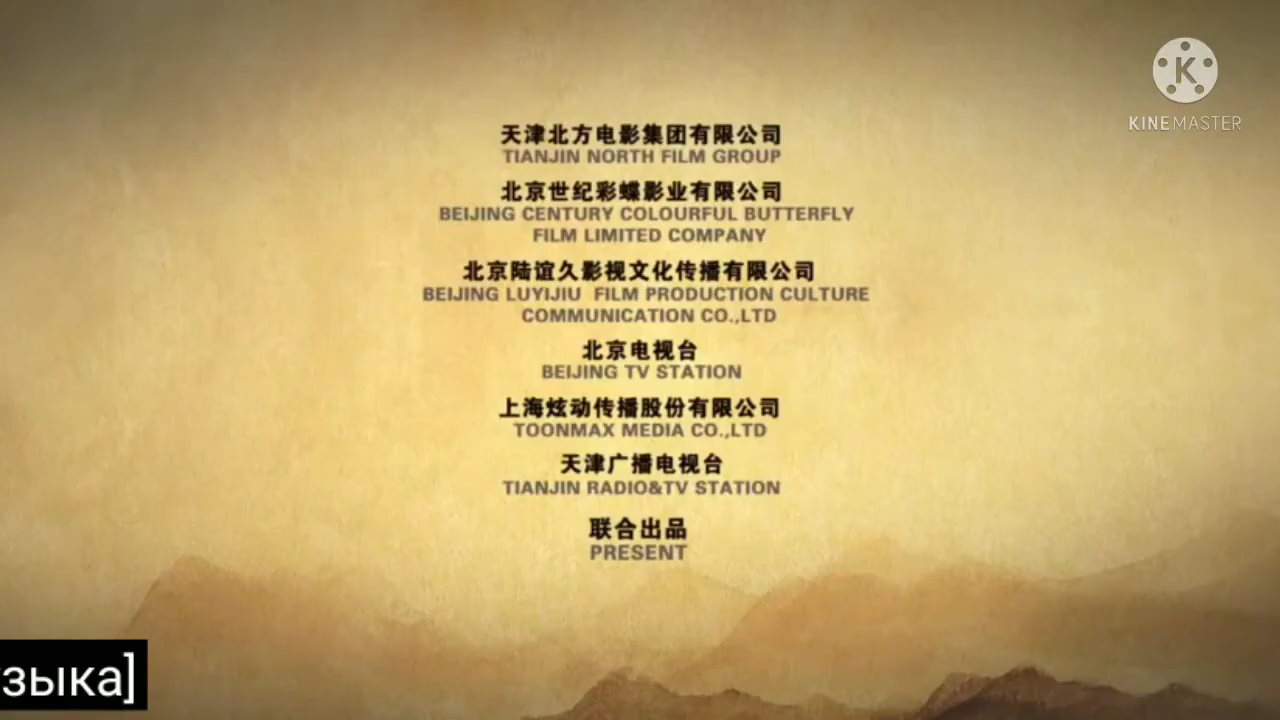 KINEMASTER
天津北方电影集团有限公司
TIANJIN NORTH FILM GROUP
北京世纪彩蝶影业有限公司
BEIJING CENTURY COLOURFUL BUTTERFLY
FILM LIMITED COMPANY
北京陆谊久影视文化传播有限公司
BEIJING LUYIJIU FILM PRODUCTION CULTURE
COMMUNICATION CO.,LTD
北京电视台
BEIJING TV STATION
上海炫动传播股份有限公司
TOONMAX MEDIA CO.,LTD
天津广播电视台
TIANJIN RADIO&TV STATION
联合出品
PRESENT
зыка]